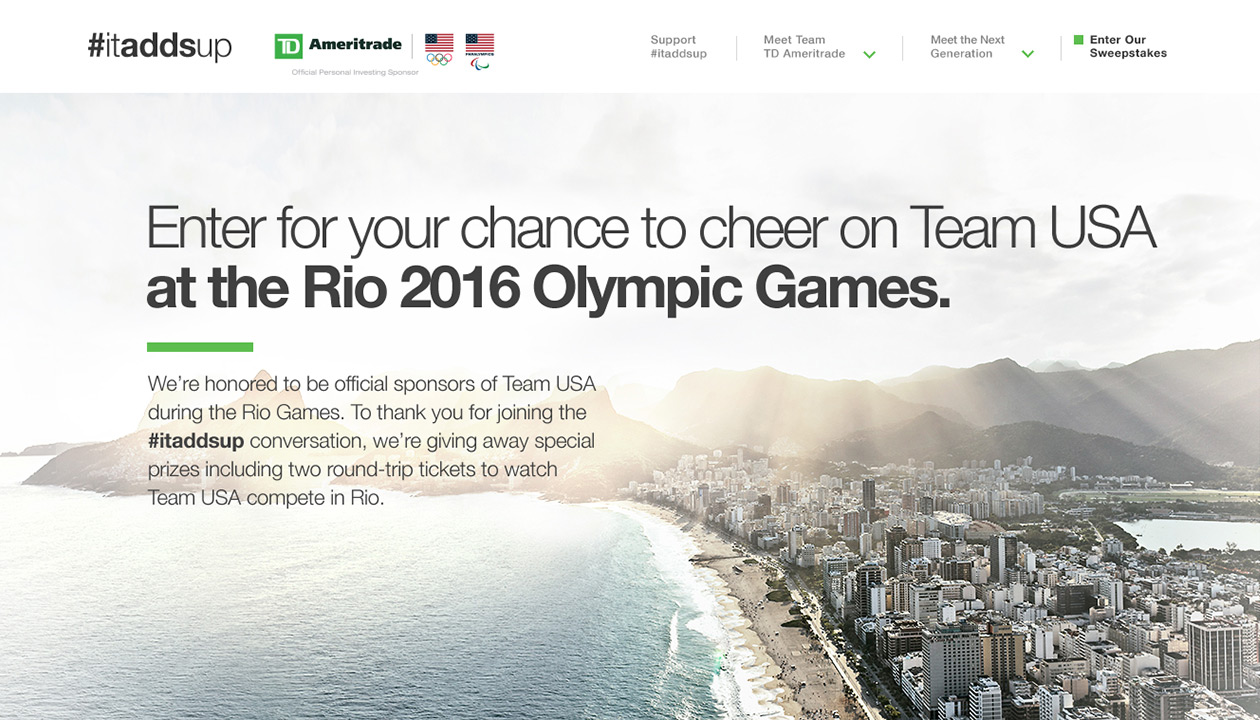 #itaddsup
TD Ameritrade
PARALYMPICS
Official Personal Investing Sponsor
Support
#itaddsup
Meet Team
TD Ameritrade
Meet the Next
Generation
Enter Our
Sweepstakes
Enter for your chance to cheer on Team USA
at the Rio 2016 Olympic Games.
We’re honored to be official sponsors of Team USA
during the Rio Games. To thank you for joining the
#itaddsup conversation, we’re giving away special
prizes including two round-trip tickets to watch
Team USA compete in Rio.